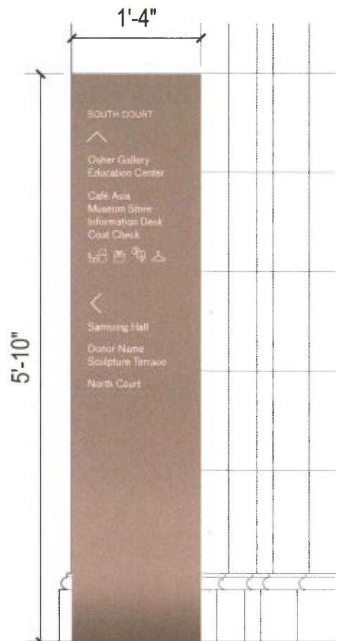 1'-4"
5'-10"
SOUTH COURT
Osher Gallery
Education Center
Café Asia
Museum Store
Information Desk
Coat Check
Samsung Hall
Donor Name
Sculpture Terrace
North Court